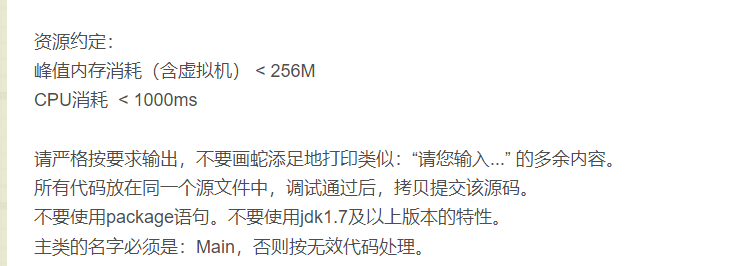 资源约定：
峰值内存消耗（含虚拟机） < 256M
CPU消耗  < 1000ms
请严格按要求输出，不要画蛇添足地打印类似：“请您输入...” 的多余内容。
所有代码放在同一个源文件中，调试通过后，拷贝提交该源码。
不要使用package语句。不要使用jdk1.7及以上版本的特性。
主类的名字必须是：Main，否则按无效代码处理。